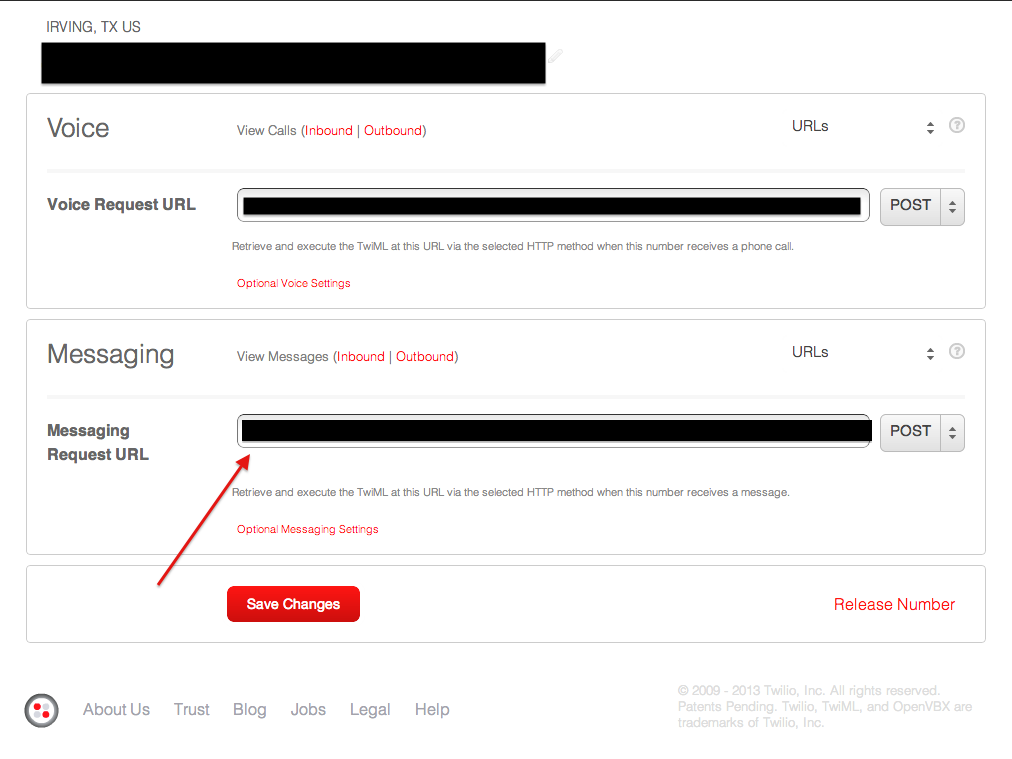 IRVING, TX US
Voice
View Calls (Inbound | Outbound)
URLs
Voice Request URL
POST
Retrieve and execute the TwiML at this URL via the selected HTTP method when this number receives a phone call.
Optional Voice Settings
Messaging
View Messages (Inbound | Outbound)
URLs
Messaging
Request URL
POST
Retrieve and execute the TwiML at this URL via the selected HTTP method when this number receives a message.
Optional Messaging Settings
Save Changes
Release Number
About Us
Trust
Blog
Jobs
Legal
Help
© 2009 - 2013 Twilio, Inc. All rights reserved.
Patents Pending. Twilio, TwiML, and OpenVBX are
trademarks of Twilio, Inc.